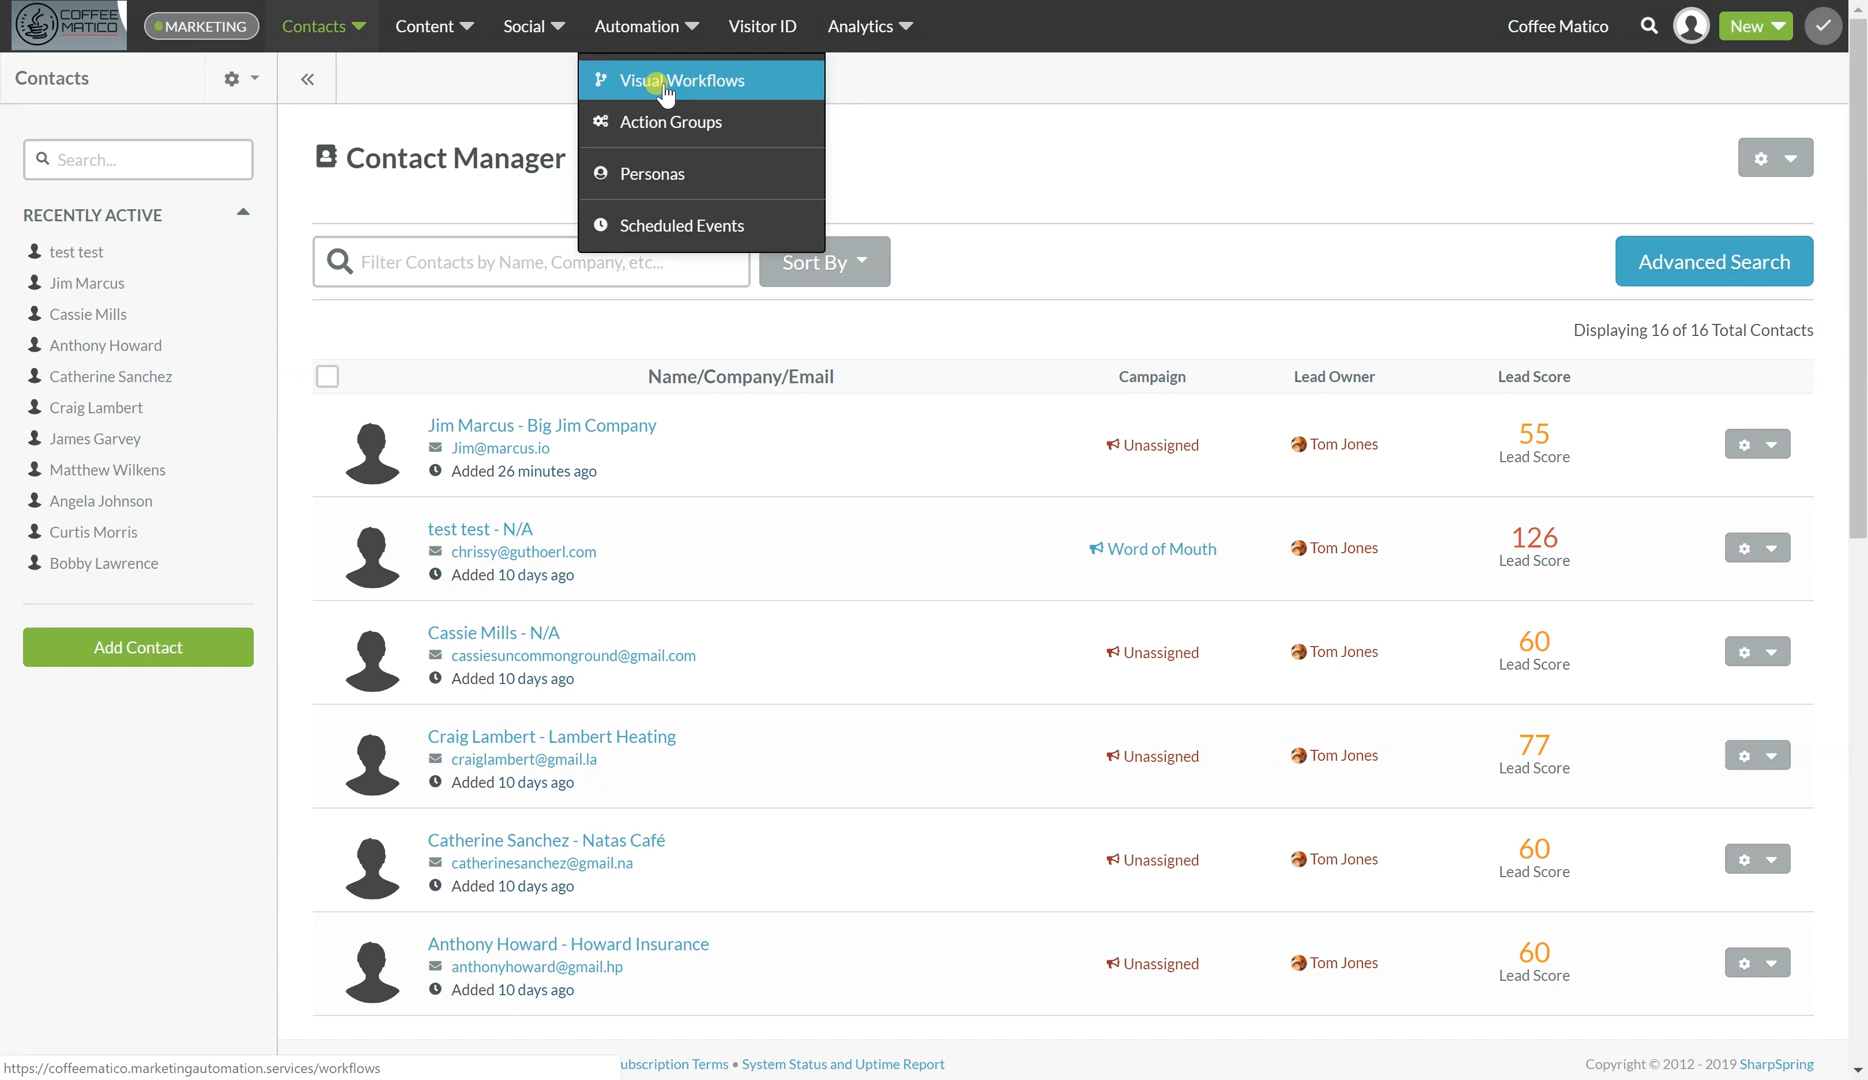 COFFEE
MATICO
MARKETING
Contacts
Content
Social
Automation
Visitor ID
Analytics
Coffee Matico
New
Contacts
Visual Workflows
Action Groups
Personas
Scheduled Events
Search...
Contact Manager
RECENTLY ACTIVE
test test
Jim Marcus
Cassie Mills
Anthony Howard
Catherine Sanchez
Craig Lambert
James Garvey
Matthew Wilkens
Angela Johnson
Curtis Morris
Bobby Lawrence
Add Contact
Filter Contacts by Name, Company, etc...
Sort By
Advanced Search
Displaying 16 of 16 Total Contacts
Name/Company/Email Campaign Lead Owner Lead Score
Jim Marcus - Big Jim Company
Jim@marcus.io
Added 26 minutes ago
Unassigned
Tom Jones
55
Lead Score
test test - N/A
chrissy@guthoerl.com
Added 10 days ago
Word of Mouth
Tom Jones
126
Lead Score
Cassie Mills - N/A
cassiesuncommonground@gmail.com
Added 10 days ago
Unassigned
Tom Jones
60
Lead Score
Craig Lambert - Lambert Heating
craiglambert@gmail.la
Added 10 days ago
Unassigned
Tom Jones
77
Lead Score
Catherine Sanchez - Natas Café
catherinesanchez@gmail.na
Added 10 days ago
Unassigned
Tom Jones
60
Lead Score
Anthony Howard - Howard Insurance
anthonyhoward@gmail.hp
Added 10 days ago
Unassigned
Tom Jones
60
Lead Score
https://coffeematico.marketingautomation.services/workflows
ubscription Terms • System Status and Uptime Report
Copyright © 2012 - 2019 SharpSpring